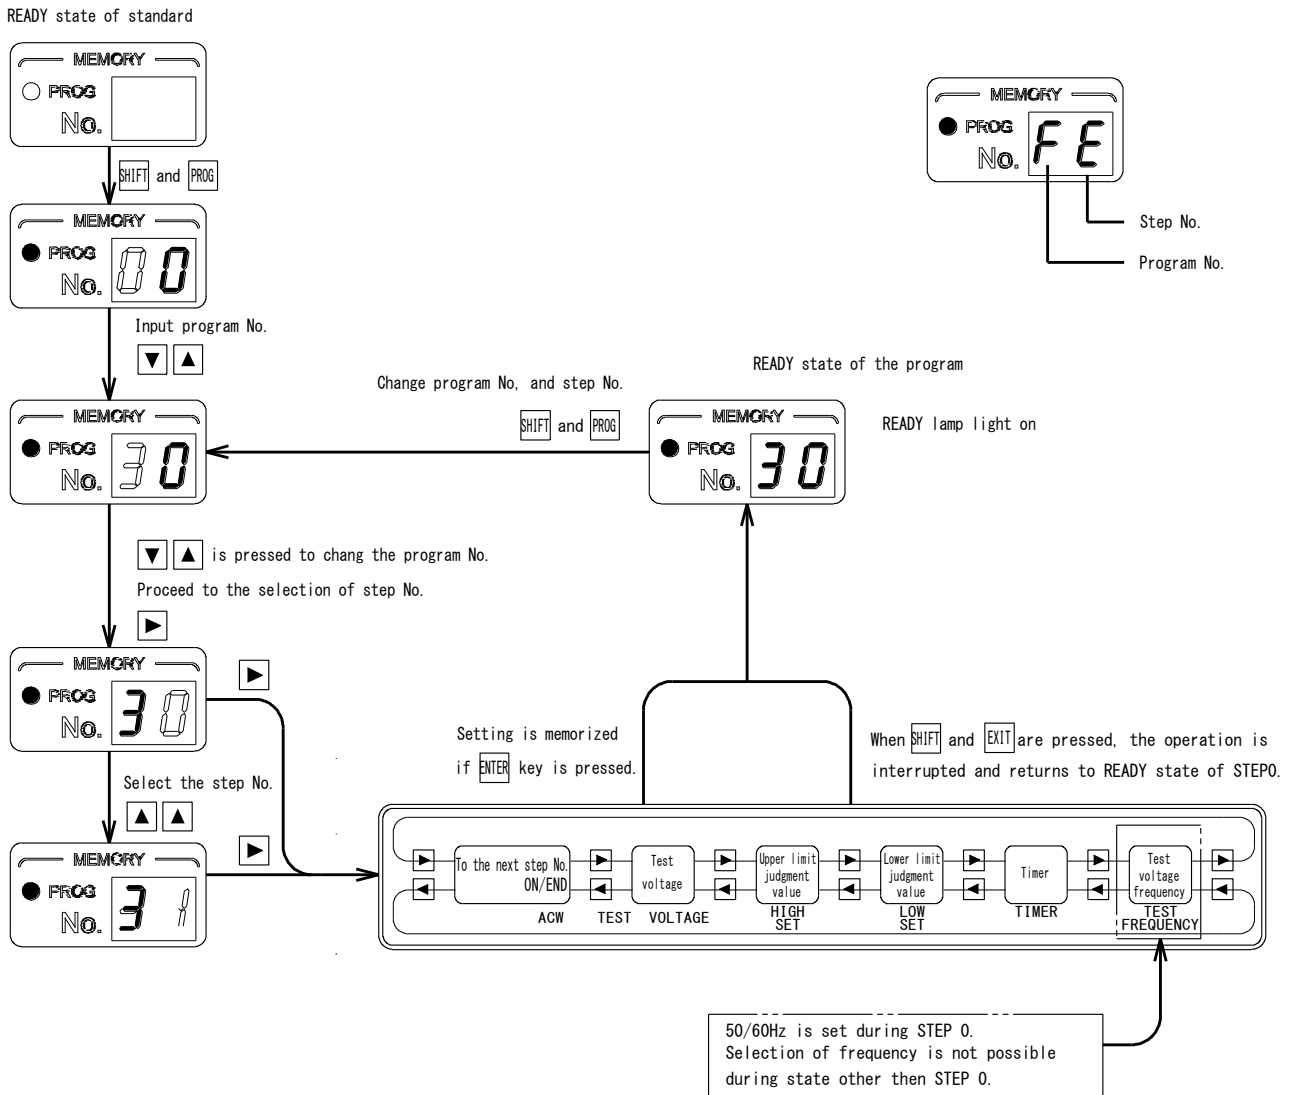 READY state of standard
MEMORY
PROG
No.
SHIFT and PROG
MEMORY
PROG
No. 00
Input program No.
▼ ▲
MEMORY
PROG
No. 30
▼ ▲ is pressed to chang the program No.
Proceed to the selection of step No.
▶
MEMORY
PROG
No. 30
▶
Select the step No.
▲ ▲
MEMORY
PROG
No. 31
▶
MEMORY
PROG
No. FE
Step No.
Program No.
Change program No, and step No.
SHIFT and PROG
READY state of the program
READY lamp light on
MEMORY
PROG
No. 30
Setting is memorized
if ENTER key is pressed.
When SHIFT and EXIT are pressed, the operation is
interrupted and returns to READY state of STEP0.
▶ ◀
To the next step No.
ON/END
ACW
▶ ◀
Test
voltage
TEST VOLTAGE
▶ ◀
Upper limit
judgment
value
HIGH
SET
▶ ◀
Lower limit
judgment
value
LOW
SET
▶ ◀
Timer
TIMER
▶ ◀
Test
voltage
frequency
TEST
FREQUENCY
▶ ◀
50/60Hz is set during STEP 0.
Selection of frequency is not possible
during state other then STEP 0.